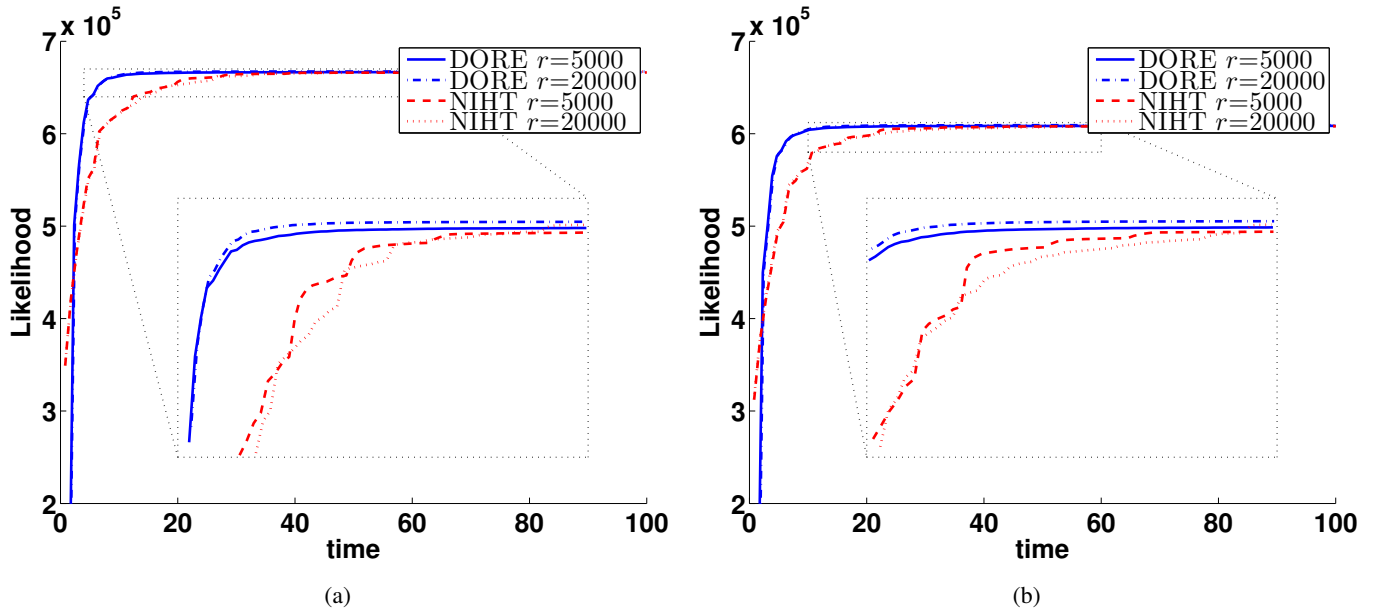 x 10^5
7
6
5
4
3
2
Likelihood
0 20 40 60 80 100
time
DORE r=5000
DORE r=20000
NIHT r=5000
NIHT r=20000
(a)
x 10^5
7
6
5
4
3
2
Likelihood
0 20 40 60 80 100
time
DORE r=5000
DORE r=20000
NIHT r=5000
NIHT r=20000
(b)